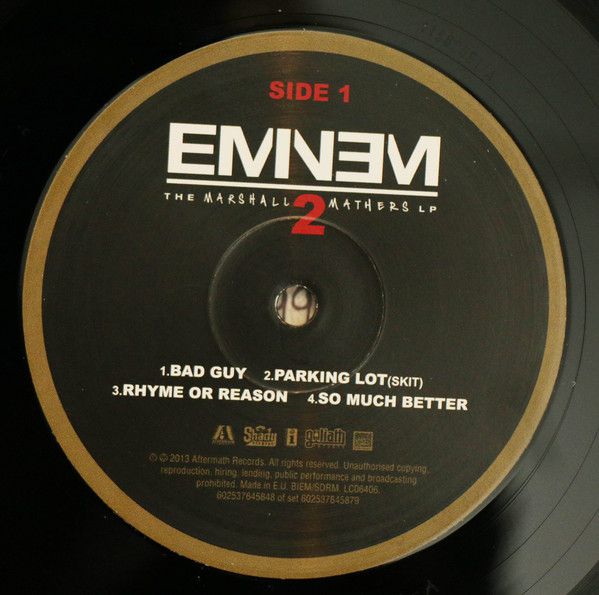 SIDE 1
EMINEM
THE MARSHALL MATHERS LP
2
1.BAD GUY 2.PARKING LOT(SKIT)
3.RHYME OR REASON 4.SO MUCH BETTER
Shady goliath
℗ © 2013 Aftermath Records. All rights reserved. Unauthorised copying,
reproduction, hiring, lending, public performance and broadcasting
prohibited. Made in E.U. BIEM/SDRM. LC06406.
602537645848 of set 602537645879